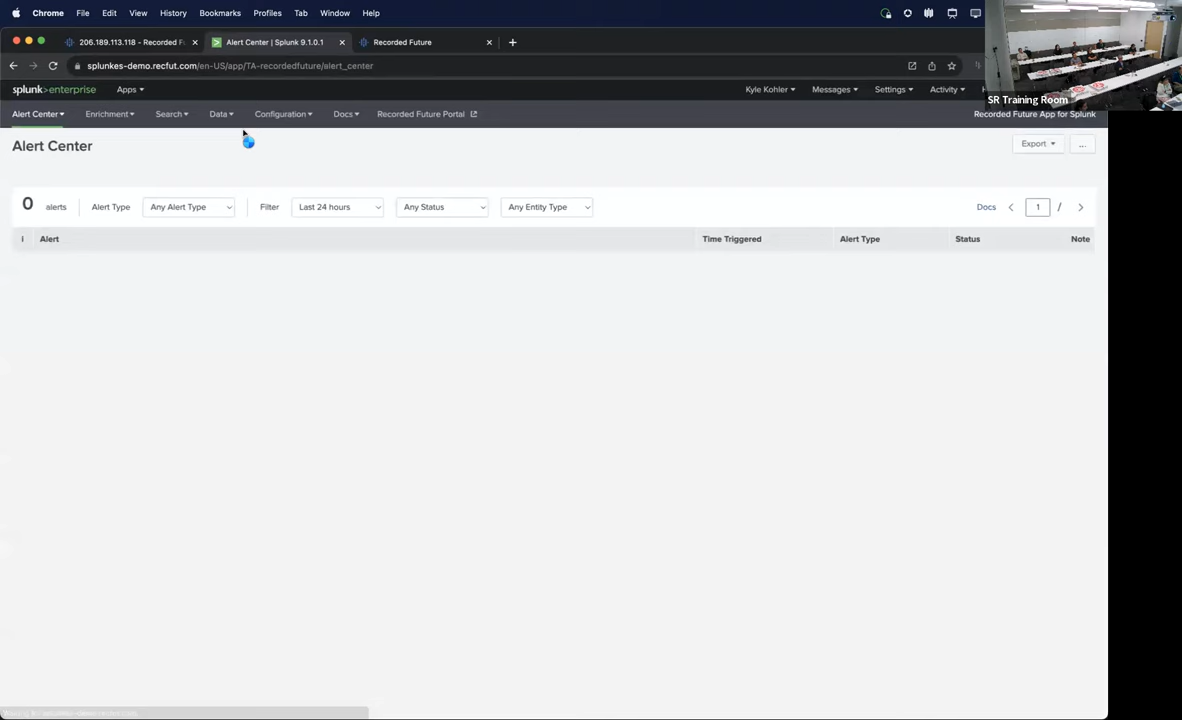 Chrome File Edit View History Bookmarks Profiles Tab Window Help
206.189.113.118 - Recorded Fu
Alert Center | Splunk 9.1.0.1
Recorded Future
splunkes-demo.recfut.com/en-US/app/TA-recordedfuture/alert_center
splunk>enterprise Apps Kyle Kohler Messages Settings Activity
SR Training Room
Alert Center Enrichment Search Data Configuration Docs Recorded Future Portal Recorded Future App for Splunk
Alert Center Export ...
0 alerts Alert Type Any Alert Type Filter Last 24 hours Any Status Any Entity Type Docs 1 /
I Alert Time Triggered Alert Type Status Note